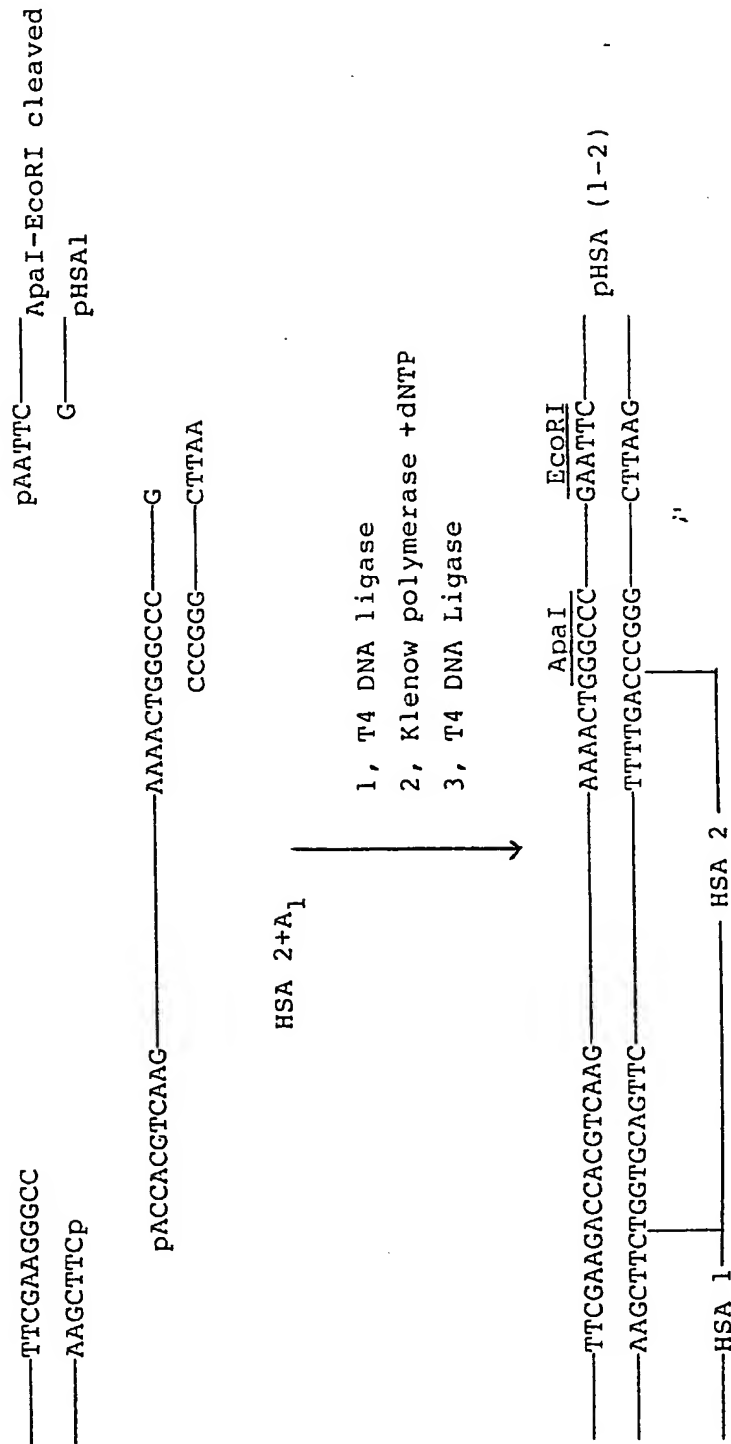 TTCGAAGGGCC
pAATTC
ApaI-EcoRI cleaved
AAGCTTCp
G
pHSA1
pACCACGTCAAG
AAAACTGGGCCC
G
CCCGGG
CTTAA
HSA 2+A1
1, T4 DNA ligase
2, Klenow polymerase +dNTP
3, T4 DNA Ligase
ApaI
EcoRI
TTCGAAGACCACGTCAAG
AAAACTGGGCCC
GAATTC
pHSA (1-2)
AAGCTTCTGGTGCAGTTC
TTTTGACCCGGG
CTTAAG
HSA 1
HSA 2